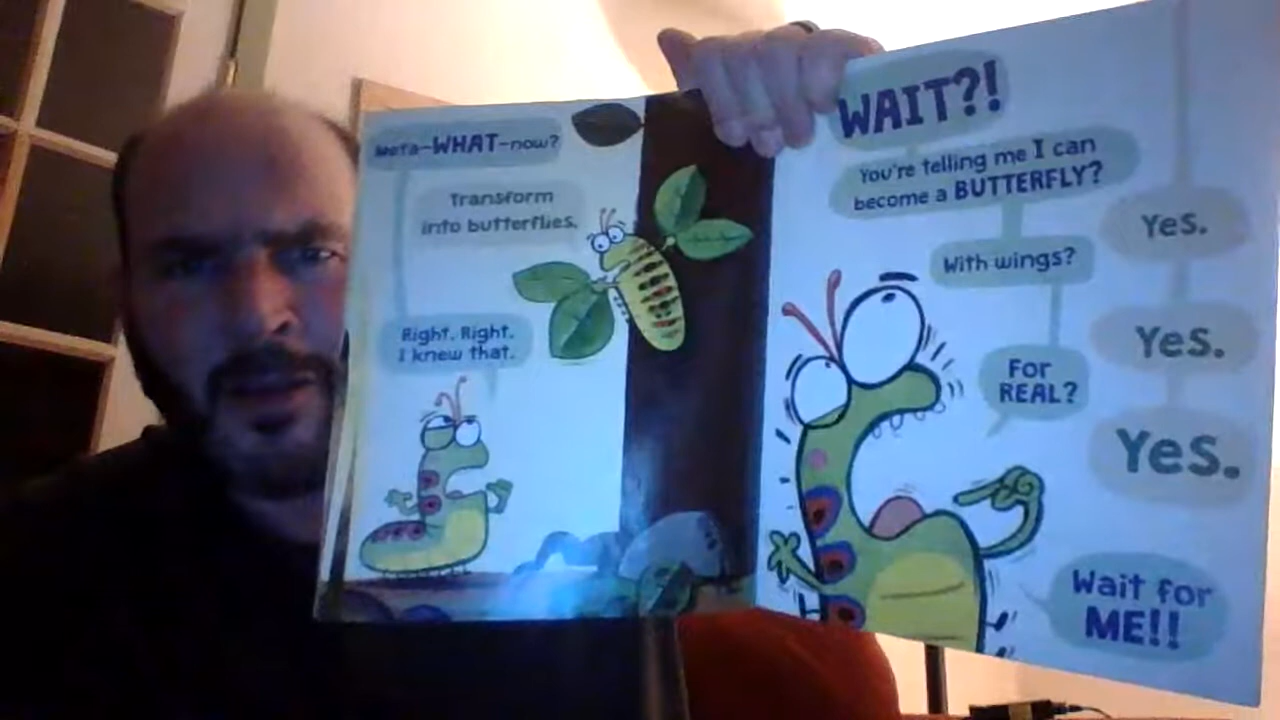 Meta-WHAT-now?
Transform
into butterflies.
Right. Right.
I knew that.
WAIT?!
You're telling me I can
become a BUTTERFLY?
Yes.
With wings?
Yes.
For
REAL?
Yes.
Wait for
ME!!